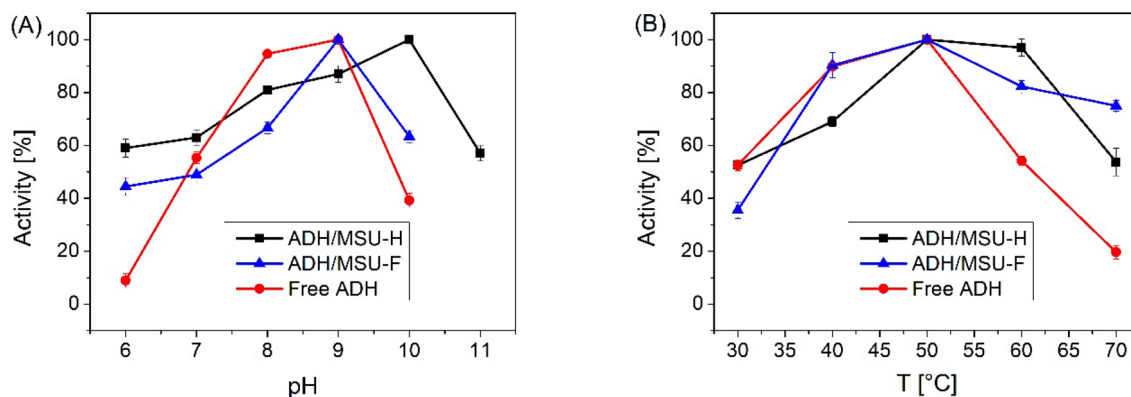 (A)
Activity [%]
100
80
60
40
20
0
ADH/MSU-H
ADH/MSU-F
Free ADH
6 7 8 9 10 11
pH
(B)
Activity [%]
100
80
60
40
20
0
ADH/MSU-H
ADH/MSU-F
Free ADH
30 35 40 45 50 55 60 65 70
T [°C]